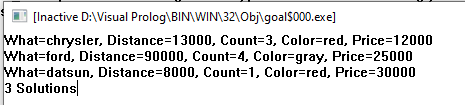 [Inactive D:\Visual Prolog\BIN\WIN\32\Obj\goal$000.exe]
What=chrysler, Distance=13000, Count=3, Color=red, Price=12000
What=ford, Distance=90000, Count=4, Color=gray, Price=25000
What=datsun, Distance=8000, Count=1, Color=red, Price=30000
3 Solutions